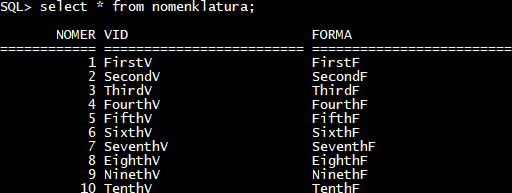 SQL> select * from nomenklatura;
NOMER VID FORMA
============ ========================= =========================
1 FirstV FirstF
2 SecondV SecondF
3 ThirdV ThirdF
4 FourthV FourthF
5 FifthV FifthF
6 SixthV SixthF
7 SeventhV SeventhF
8 EighthV EighthF
9 NinethV NinethF
10 TenthV TenthF